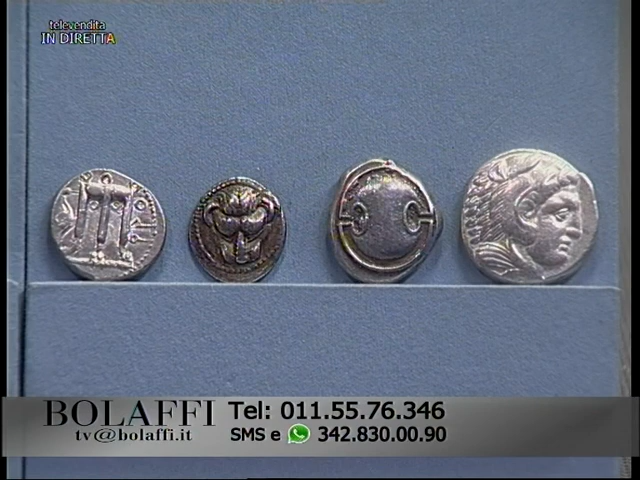 televendita
IN DIRETTA
BOLAFFI
tv@bolaffi.it
Tel: 011.55.76.346
SMS e 342.830.00.90